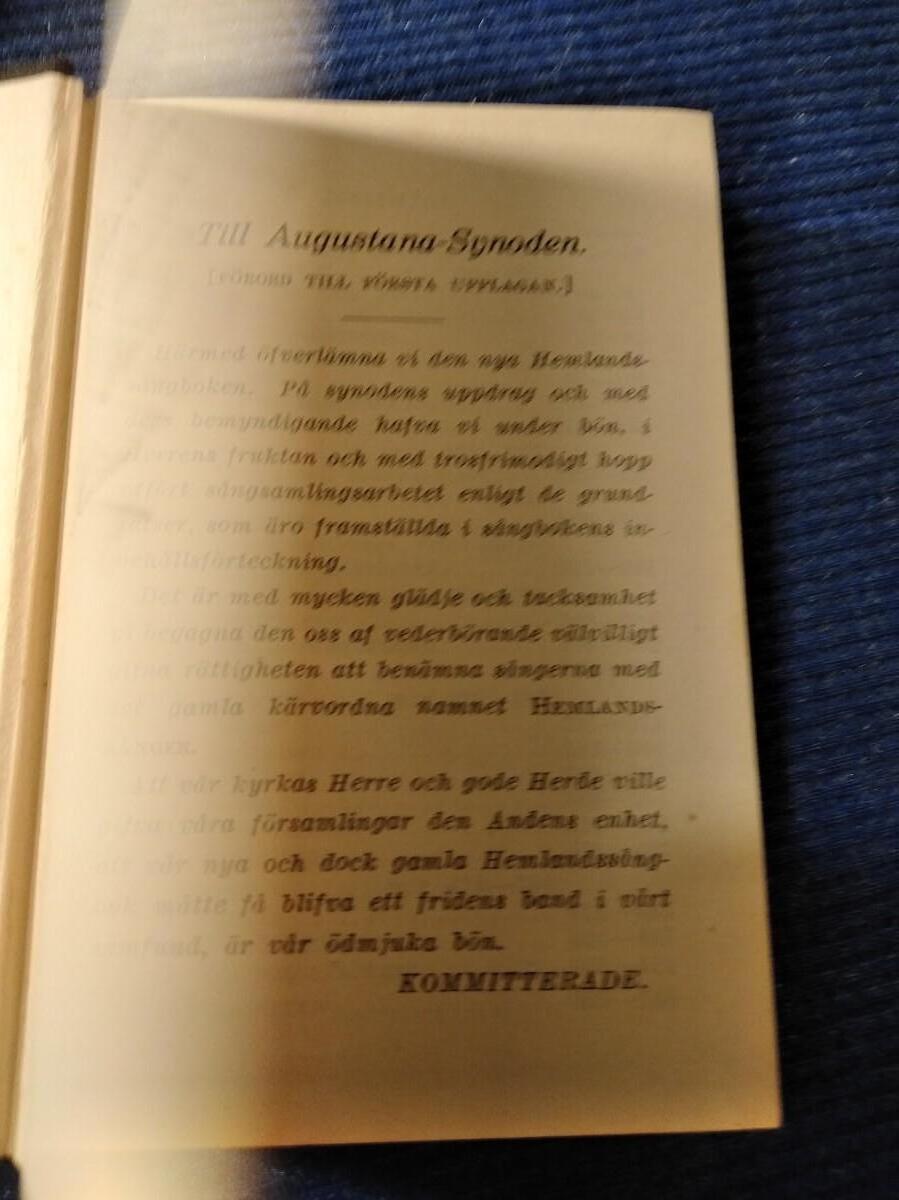 Till Augustana-Synoden.
[FÖRORD TILL FÖRSTA UPPLAGAN.]
Härmed öfverlämna vi den nya Hemlands-
sångboken. På synodens uppdrag och med
dess bemyndigande hafva vi under bön, i
Herrens fruktan och med trosfrimodigt hopp
utfört sångsamlingsarbetet enligt de grund-
satser, som äro framställda i sångbokens in-
nehållsförteckning.
Det är med mycken glädje och tacksamhet
vi begagna den oss af vederbörande välvilligt
gifna rättigheten att benämna sångerna med
det gamla kärvordna namnet HEMLANDS-
SÅNGER.
Att vår kyrkas Herre och gode Herde ville
gifva våra församlingar den Andens enhet,
att vår nya och dock gamla Hemlandssång-
bok måtte få blifva ett fridens band i vårt
samfund, är vår ödmjuka bön.
KOMMITTERADE.